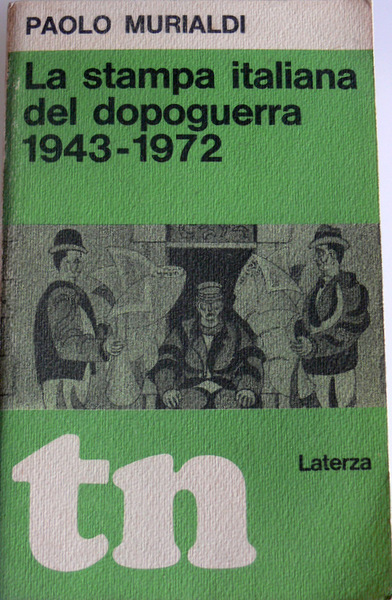 PAOLO MURIALDI
La stampa italiana
del dopoguerra
1943-1972
tn
Laterza